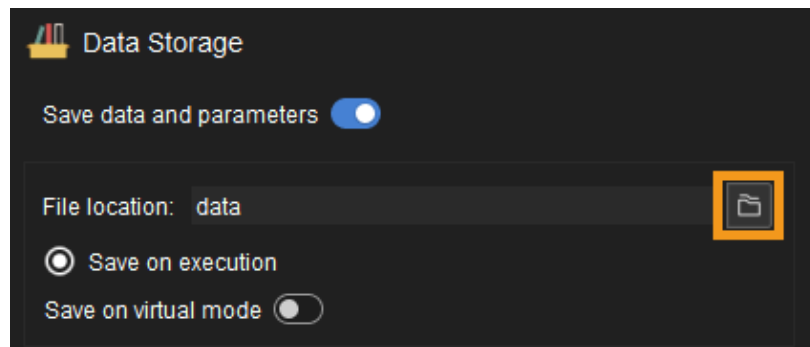 Data Storage
Save data and parameters
File location: data
Save on execution
Save on virtual mode